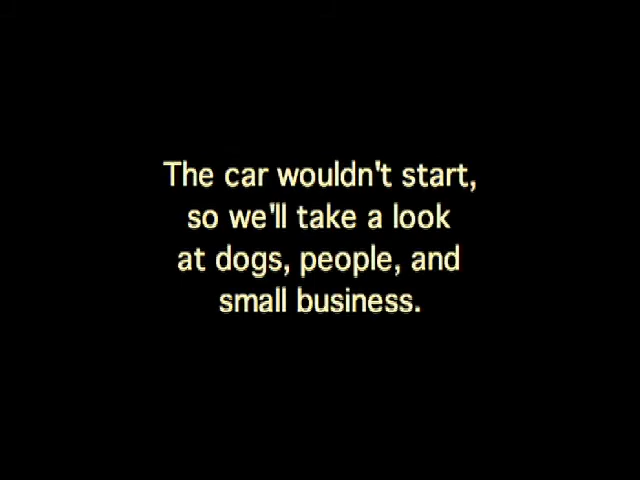 The car wouldn't start,
so we'll take a look
at dogs, people, and
small business.